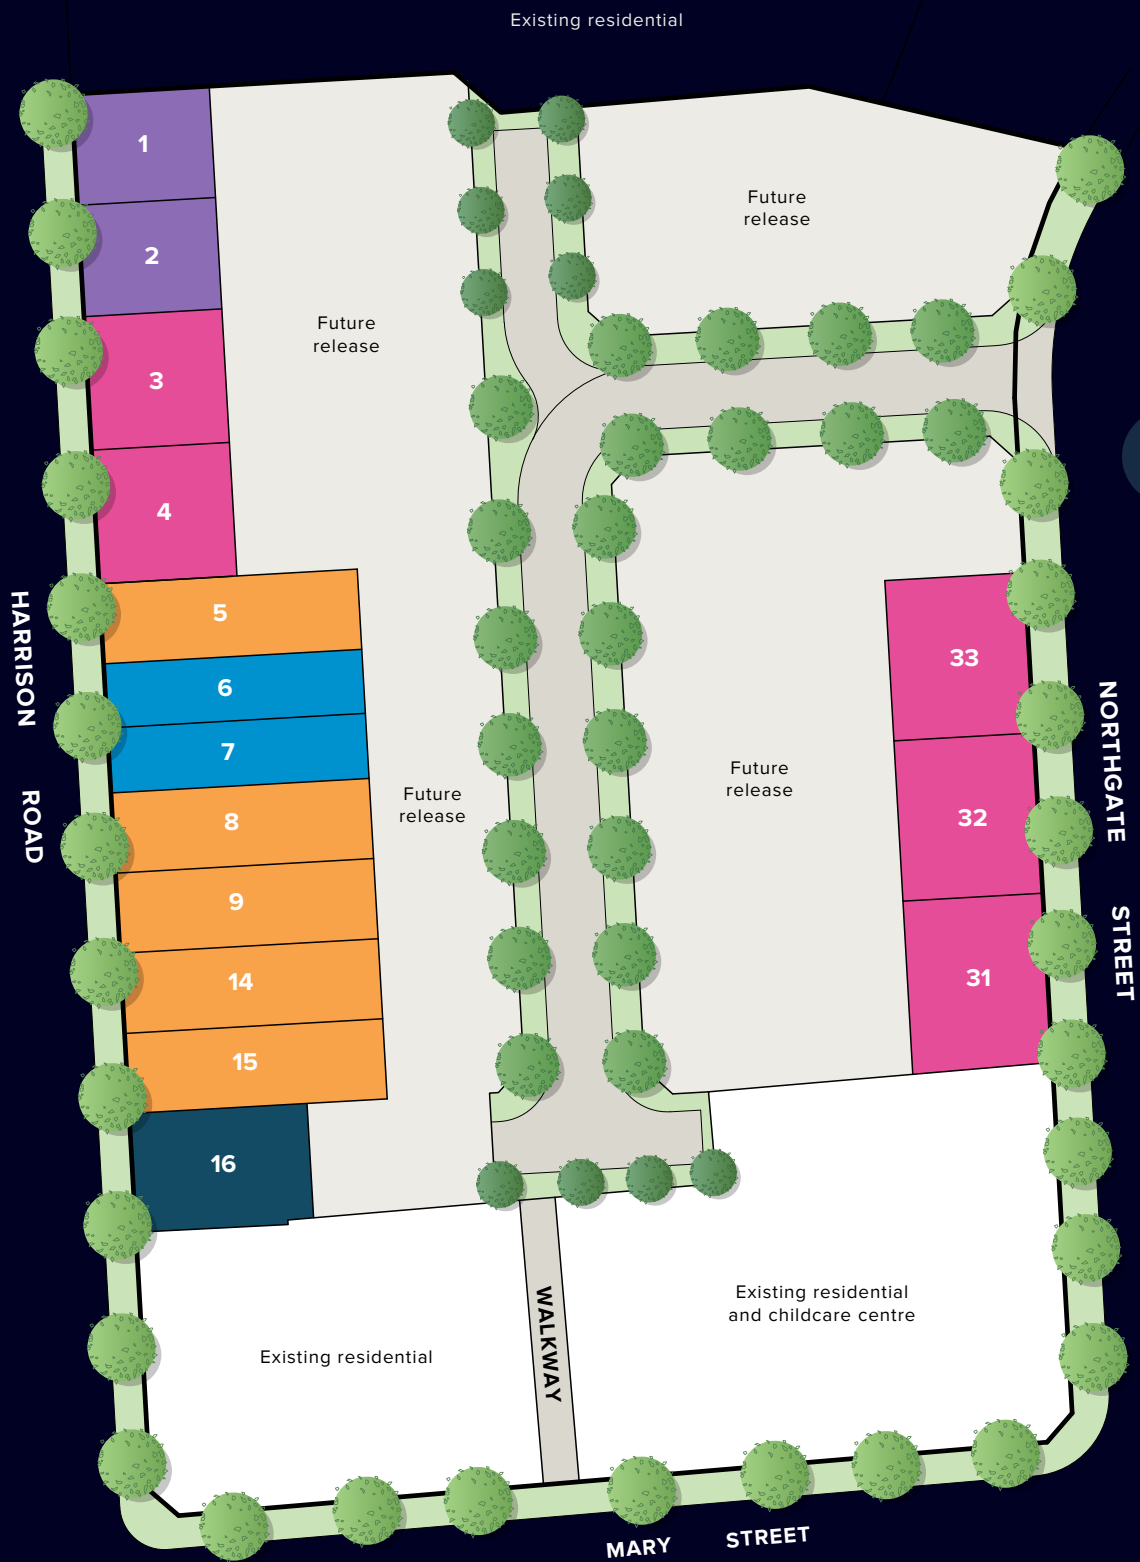 Existing residential
1
2
3
4
5
6
7
8
9
14
15
16
Future
release
Future
release
Future
release
Future
release
33
32
31
HARRISON ROAD
NORTHGATE STREET
WALKWAY
Existing residential
and childcare centre
Existing residential
MARY STREET